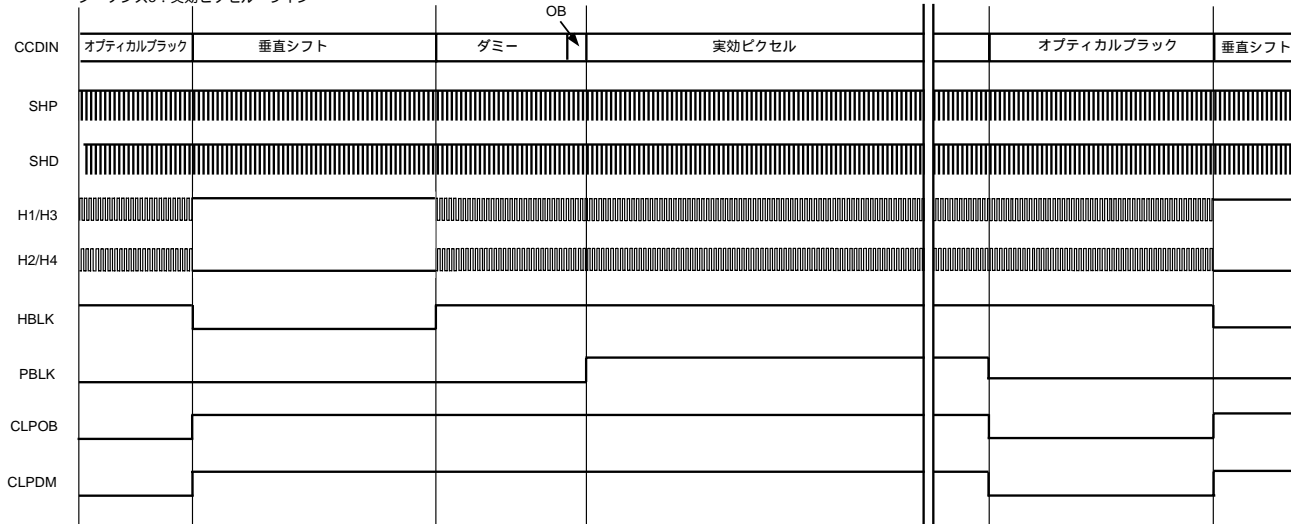 OB
CCDIN オプティカルブラック 垂直シフト ダミー 実効ピクセル オプティカルブラック 垂直シフト
SHP
SHD
H1/H3
H2/H4
HBLK
PBLK
CLPOB
CLPDM